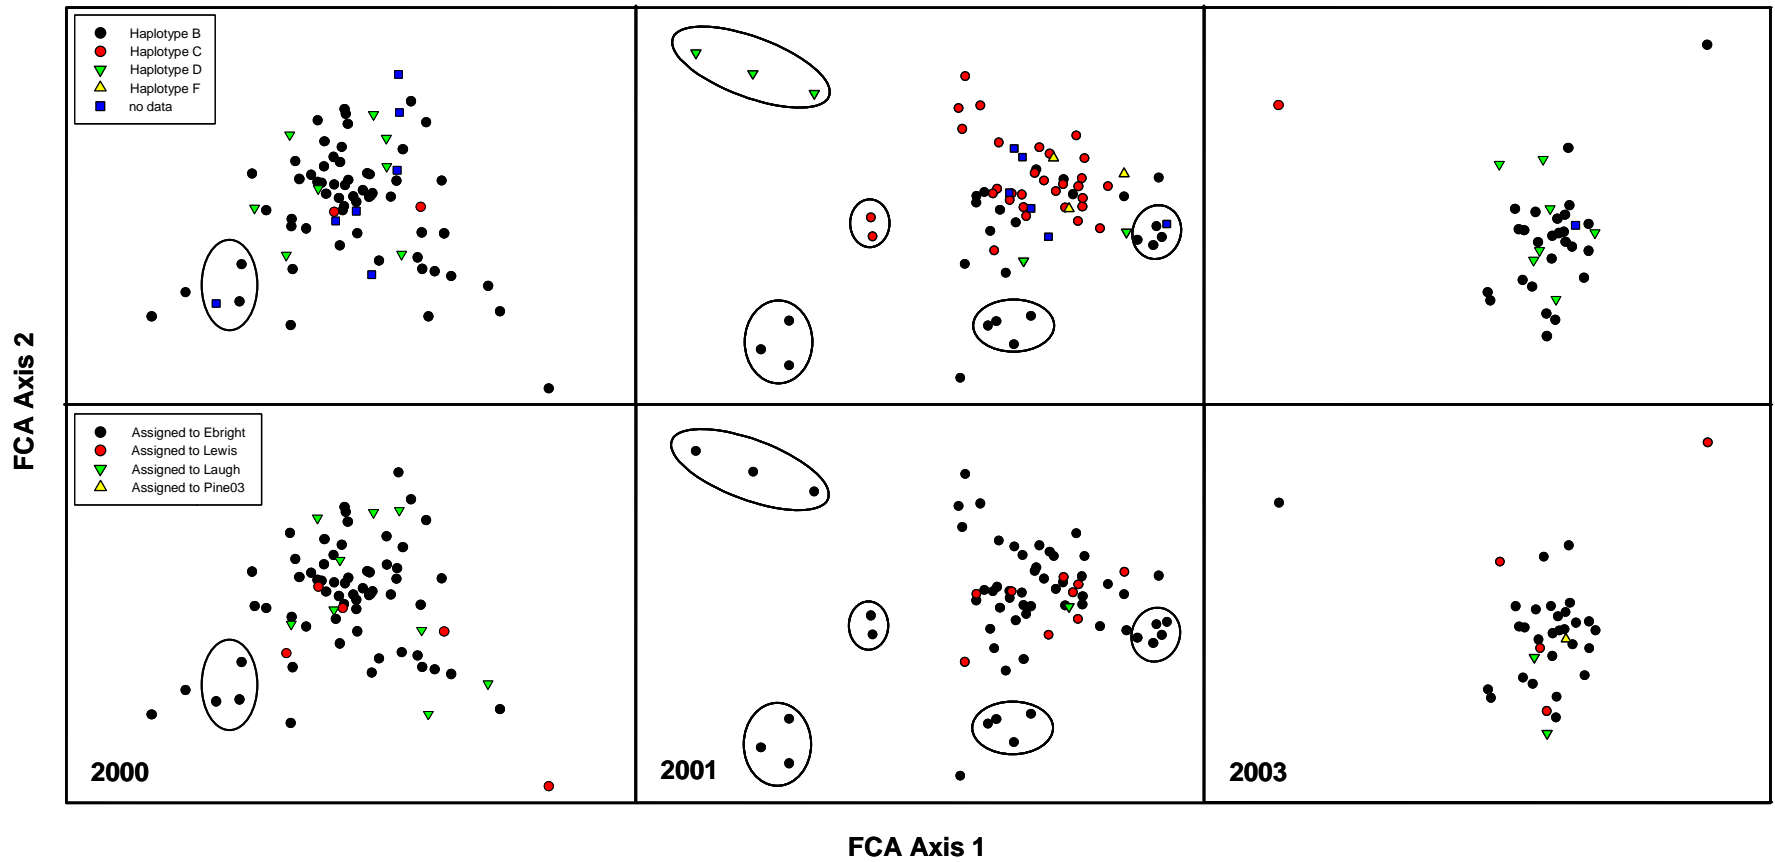 Haplotype B
Haplotype C
Haplotype D
Haplotype F
no data
FCA Axis 2
Assigned to Ebright
Assigned to Lewis
Assigned to Laugh
Assigned to Pine03
2000
2001
2003
FCA Axis 1